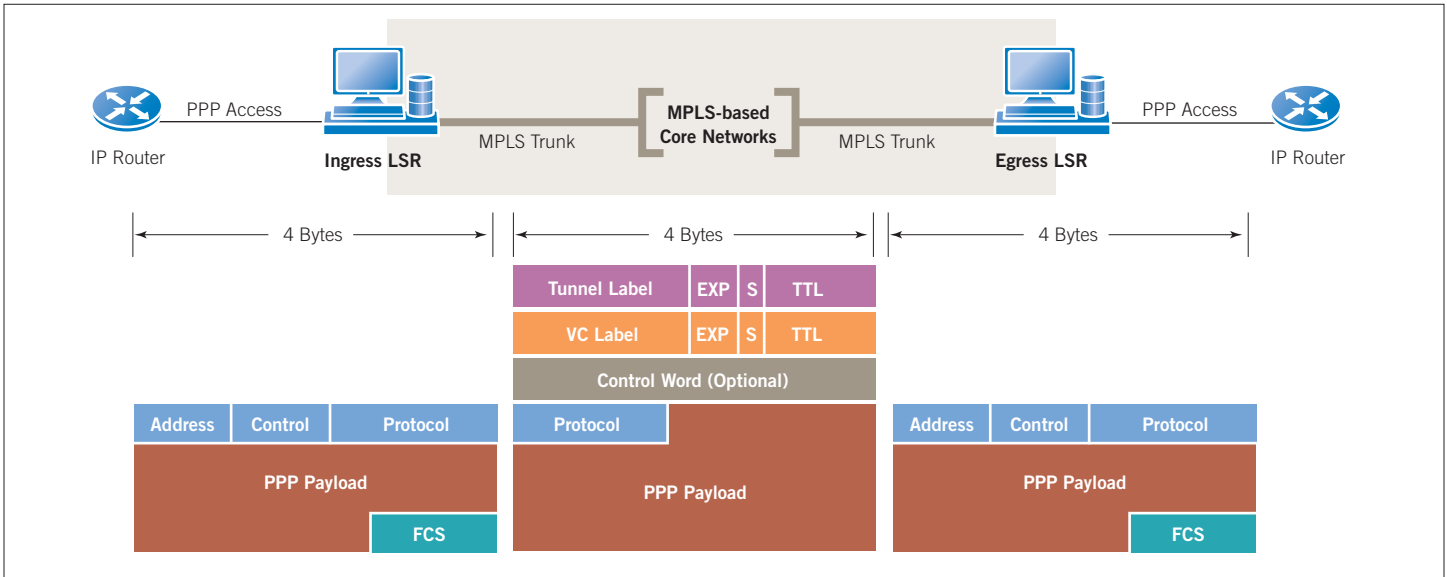 PPP Access
IP Router
Ingress LSR
MPLS Trunk
MPLS-based
Core Networks
MPLS Trunk
Egress LSR
PPP Access
IP Router
4 Bytes
4 Bytes
4 Bytes
Tunnel Label EXP S TTL
VC Label EXP S TTL
Control Word (Optional)
Address Control Protocol
PPP Payload
FCS
Protocol
PPP Payload
Address Control Protocol
PPP Payload
FCS